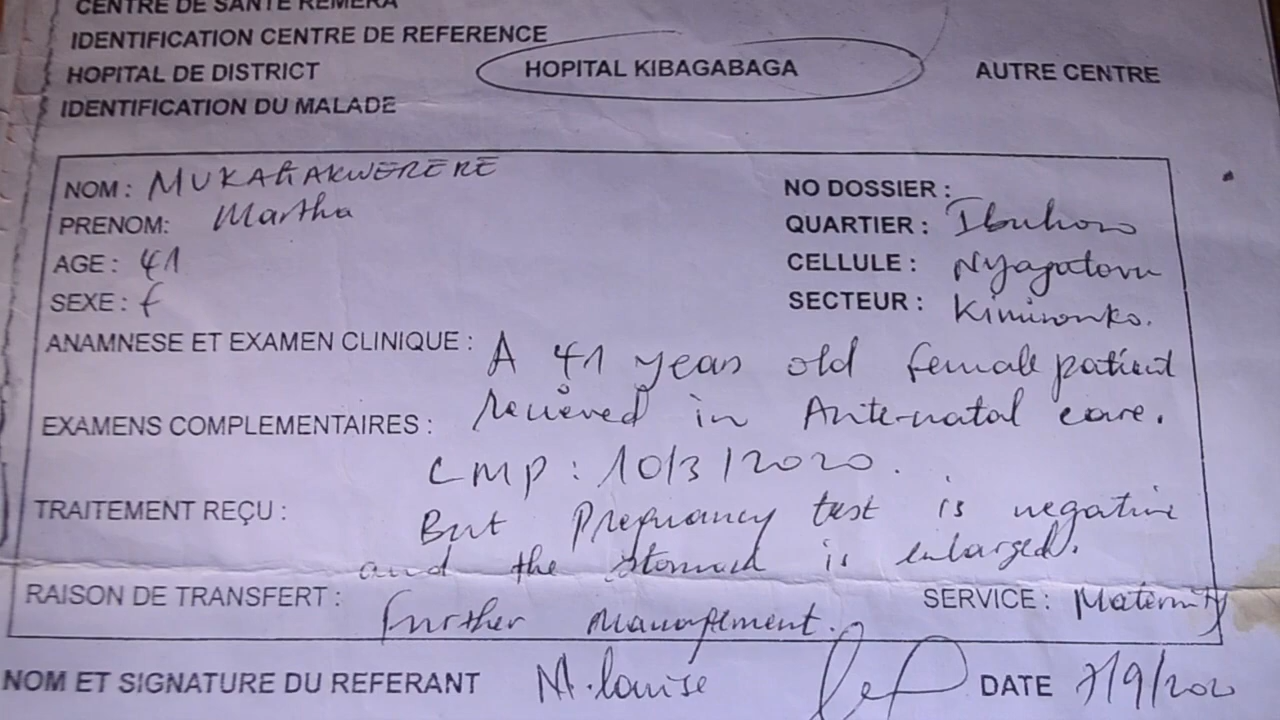 CENTRE DE SANTE REMERA
IDENTIFICATION CENTRE DE REFERENCE
HOPITAL DE DISTRICT HOPITAL KIBAGABAGA AUTRE CENTRE
IDENTIFICATION DU MALADE
NOM : MUKAKAKWERERE
PRENOM: Martha
AGE : 41
SEXE : f
NO DOSSIER :
QUARTIER : Ibuhoro
CELLULE : Nyagatovu
SECTEUR : Kimironko.
ANAMNESE ET EXAMEN CLINIQUE : A 41 years old female patient
EXAMENS COMPLEMENTAIRES : in Ante-natal care.
LMP : 10/3/2020.
TRAITEMENT REÇU : But Pregnancy test is negative
and the stomach is enlarged.
RAISON DE TRANSFERT : Further Management.
SERVICE : Maternity
NOM ET SIGNATURE DU REFERANT M.louise DATE 7/9/2020